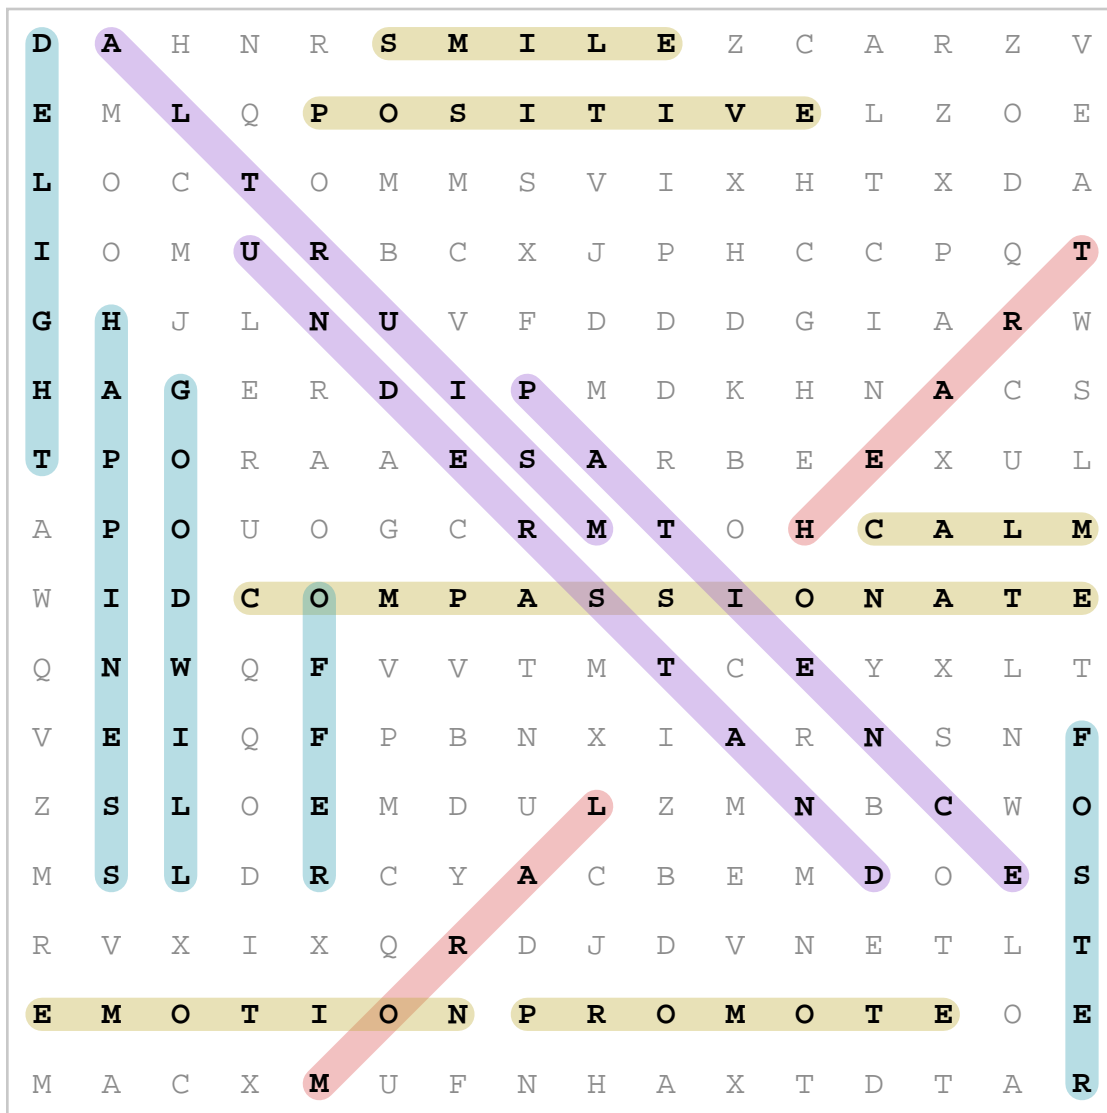 D A H N R S M I L E Z C A R Z V
E M L Q P O S I T I V E L Z O E
L O C T O M M S V I X H T X D A
I O M U R B C X J P H C C P Q T
G H J L N U V F D D D G I A R W
H A G E R D I P M D K H N A C S
T P O R A A E S A R B E E X U L
A P O U O G C R M T O H C A L M
W I D C O M P A S S I O N A T E
Q N W Q F V V T M T C E Y X L T
V E I Q F P B N X I A R N S N F
Z S L O E M D U L Z M N B C W O
M S L D R C Y A C B E M D O E S
R V X I X Q R D J D V N E T L T
E M O T I O N P R O M O T E O E
M A C X M U F N H A X T D T A R